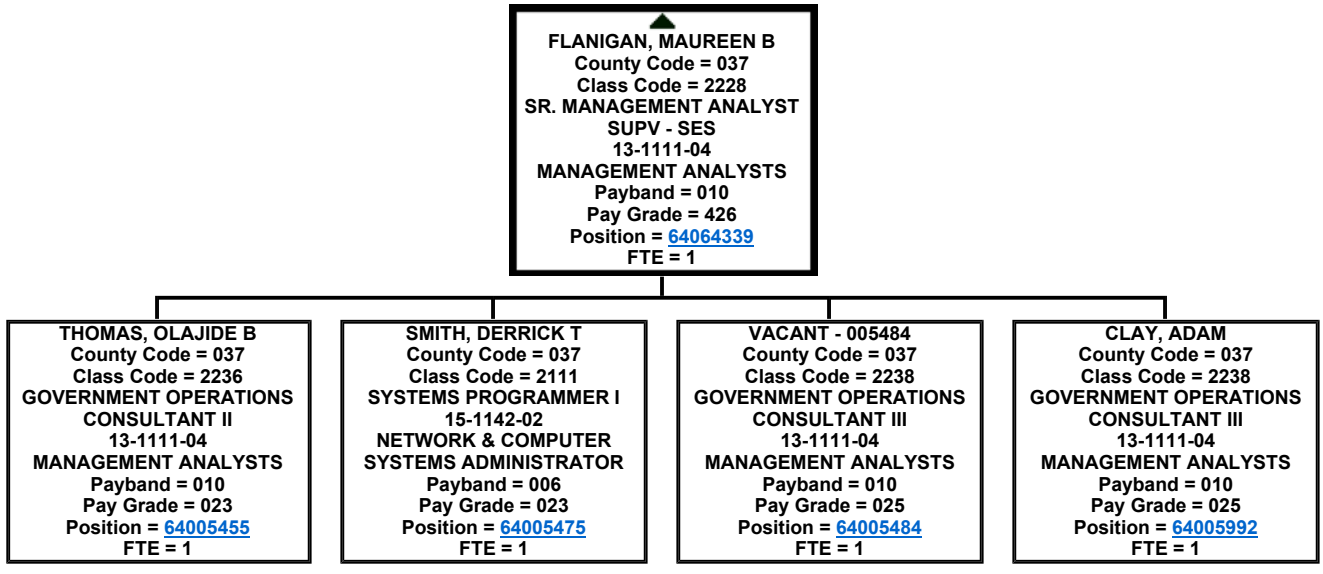 FLANIGAN, MAUREEN B
County Code = 037
Class Code = 2228
SR. MANAGEMENT ANALYST
SUPV - SES
13-1111-04
MANAGEMENT ANALYSTS
Payband = 010
Pay Grade = 426
Position = 64064339
FTE = 1
THOMAS, OLAJIDE B
County Code = 037
Class Code = 2236
GOVERNMENT OPERATIONS
CONSULTANT II
13-1111-04
MANAGEMENT ANALYSTS
Payband = 010
Pay Grade = 023
Position = 64005455
FTE = 1
SMITH, DERRICK T
County Code = 037
Class Code = 2111
SYSTEMS PROGRAMMER I
15-1142-02
NETWORK & COMPUTER
SYSTEMS ADMINISTRATOR
Payband = 006
Pay Grade = 023
Position = 64005475
FTE = 1
VACANT - 005484
County Code = 037
Class Code = 2238
GOVERNMENT OPERATIONS
CONSULTANT III
13-1111-04
MANAGEMENT ANALYSTS
Payband = 010
Pay Grade = 025
Position = 64005484
FTE = 1
CLAY, ADAM
County Code = 037
Class Code = 2238
GOVERNMENT OPERATIONS
CONSULTANT III
13-1111-04
MANAGEMENT ANALYSTS
Payband = 010
Pay Grade = 025
Position = 64005992
FTE = 1